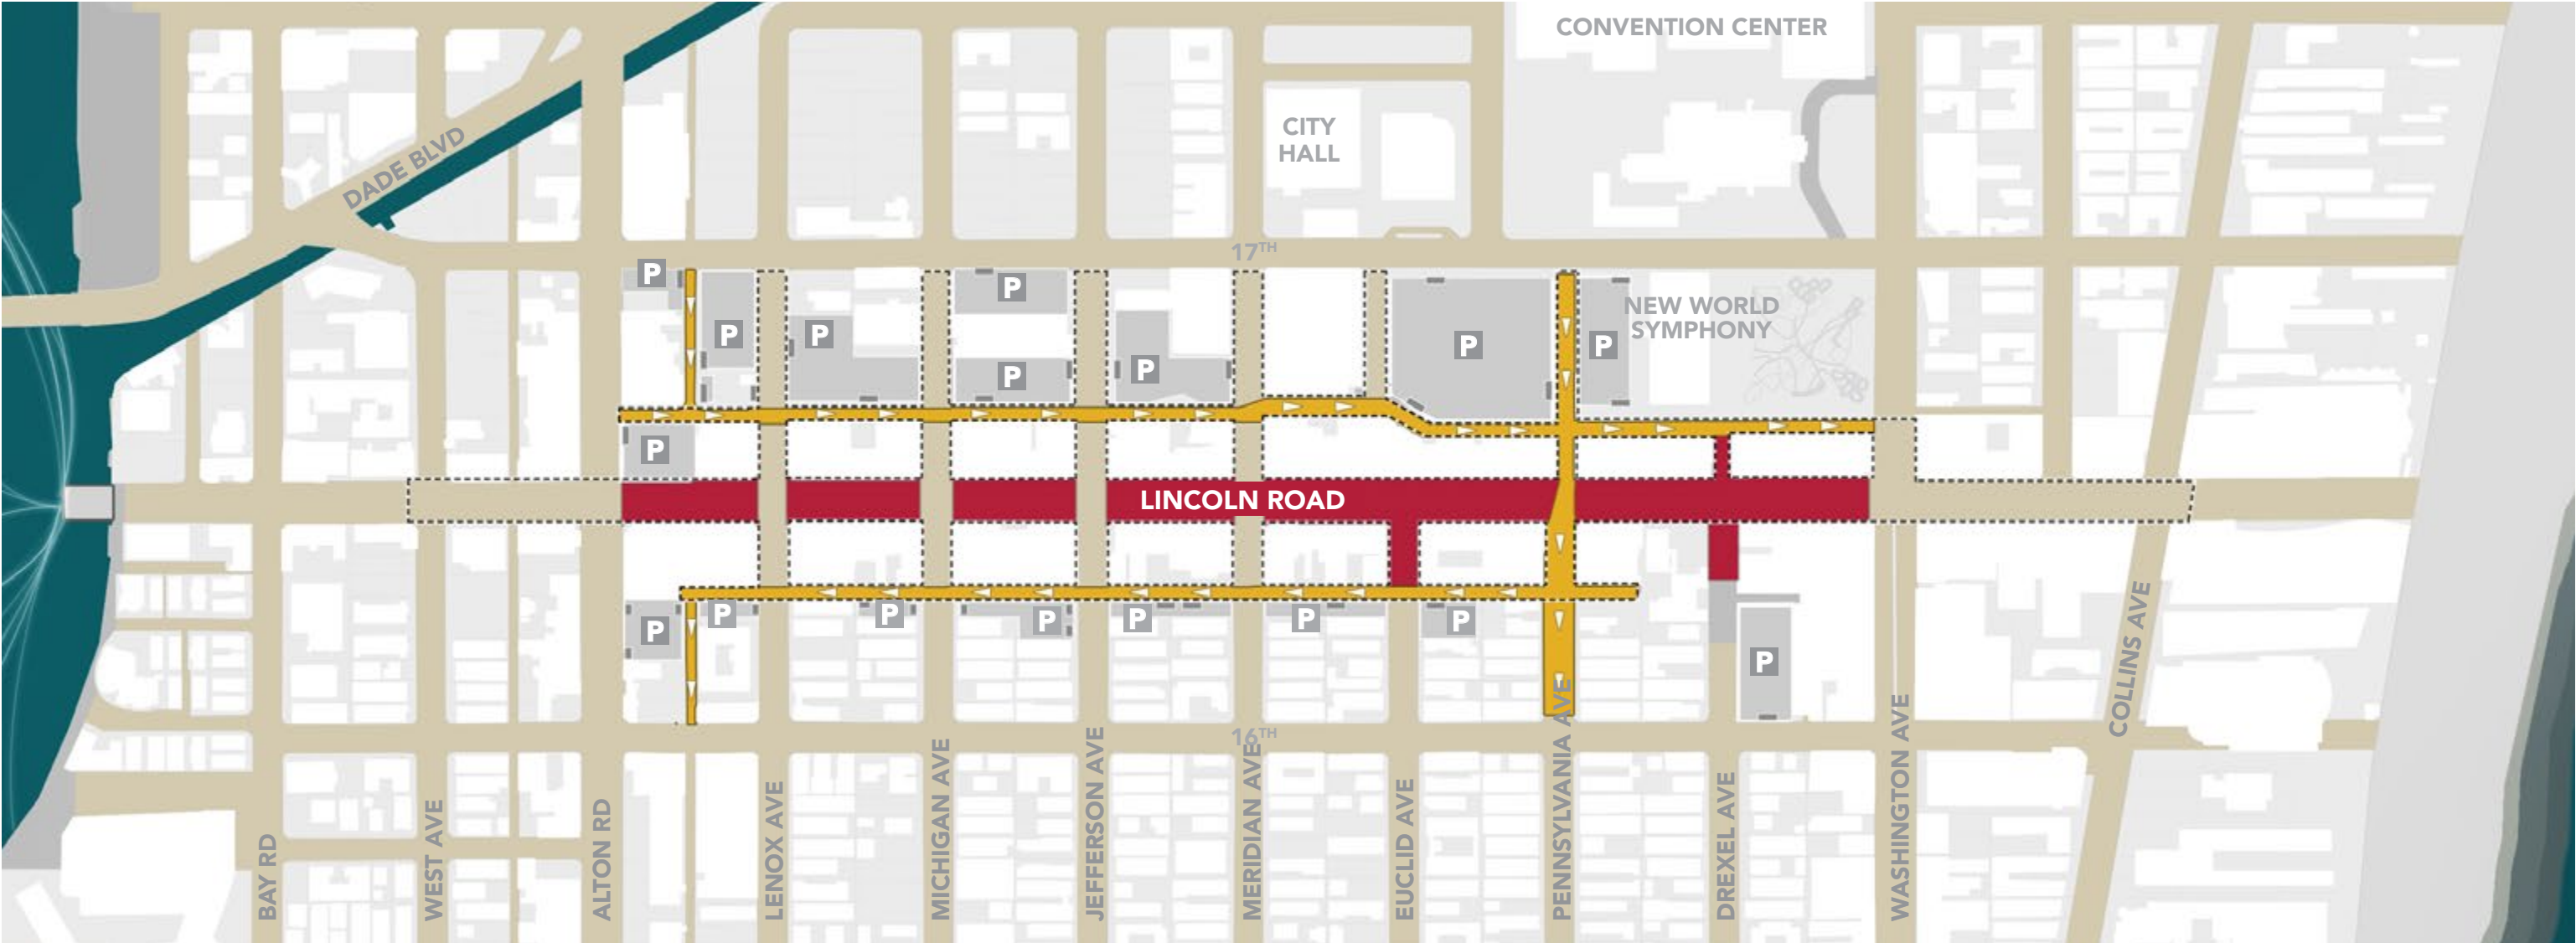 CONVENTION CENTER
CITY
HALL
DADE BLVD
17TH
P
P
P
P
P
P
P
P
NEW WORLD
SYMPHONY
P
LINCOLN ROAD
P
P
P
P
P
P
P
P
P
16TH
BAY RD
WEST AVE
ALTON RD
LENOX AVE
MICHIGAN AVE
JEFFERSON AVE
MERIDIAN AVE
EUCLID AVE
PENNSYLVANIA AVE
DREXEL AVE
WASHINGTON AVE
COLLINS AVE